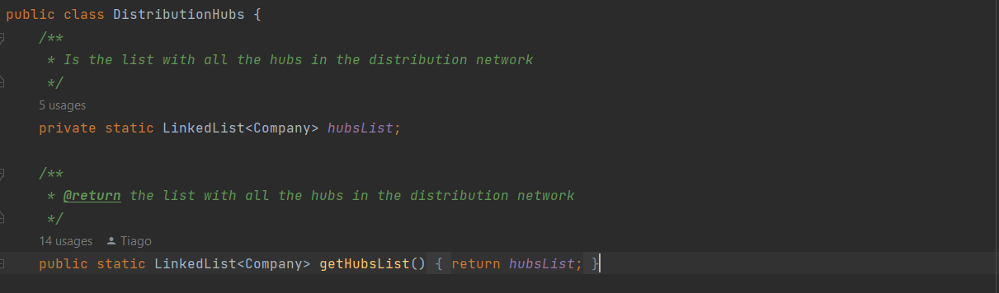 public class DistributionHubs {
/**
* Is the list with all the hubs in the distribution network
*/
5 usages
private static LinkedList<Company> hubsList;
/**
* @return the list with all the hubs in the distribution network
*/
14 usages Tiago
public static LinkedList<Company> getHubsList() { return hubsList; }